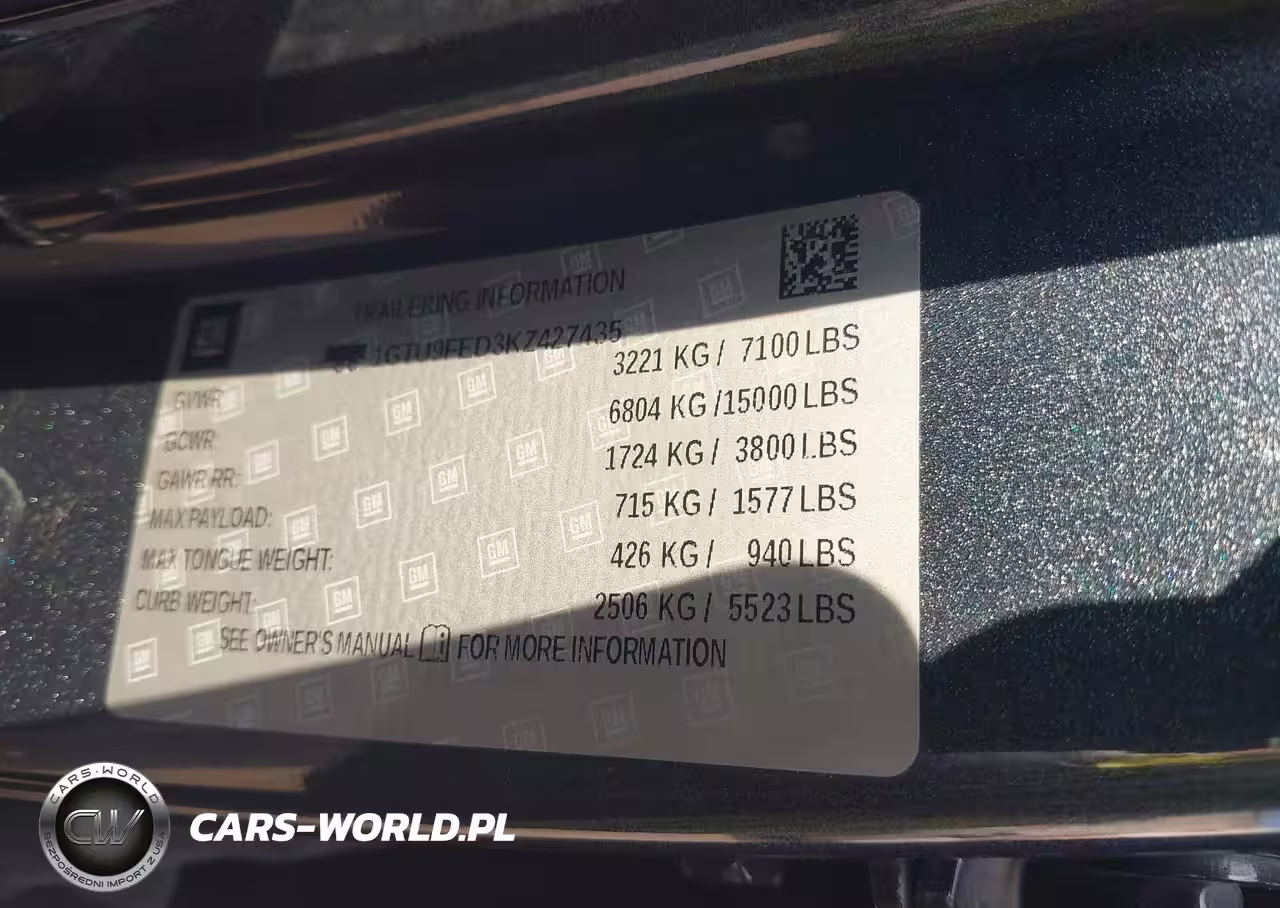 TRAILERING INFORMATION
1GTU9FED3KZ427435
GVWR: 3221 KG / 7100 LBS
GCWR: 6804 KG /15000 LBS
GAWR RR: 1724 KG / 3800 LBS
MAX PAYLOAD: 715 KG / 1577 LBS
MAX TONGUE WEIGHT: 426 KG / 940 LBS
CURB WEIGHT: 2506 KG / 5523 LBS
SEE OWNER'S MANUAL FOR MORE INFORMATION
GM
CARS-WORLD
CW
BEZPOŚREDNI IMPORT Z USA
CARS-WORLD.PL